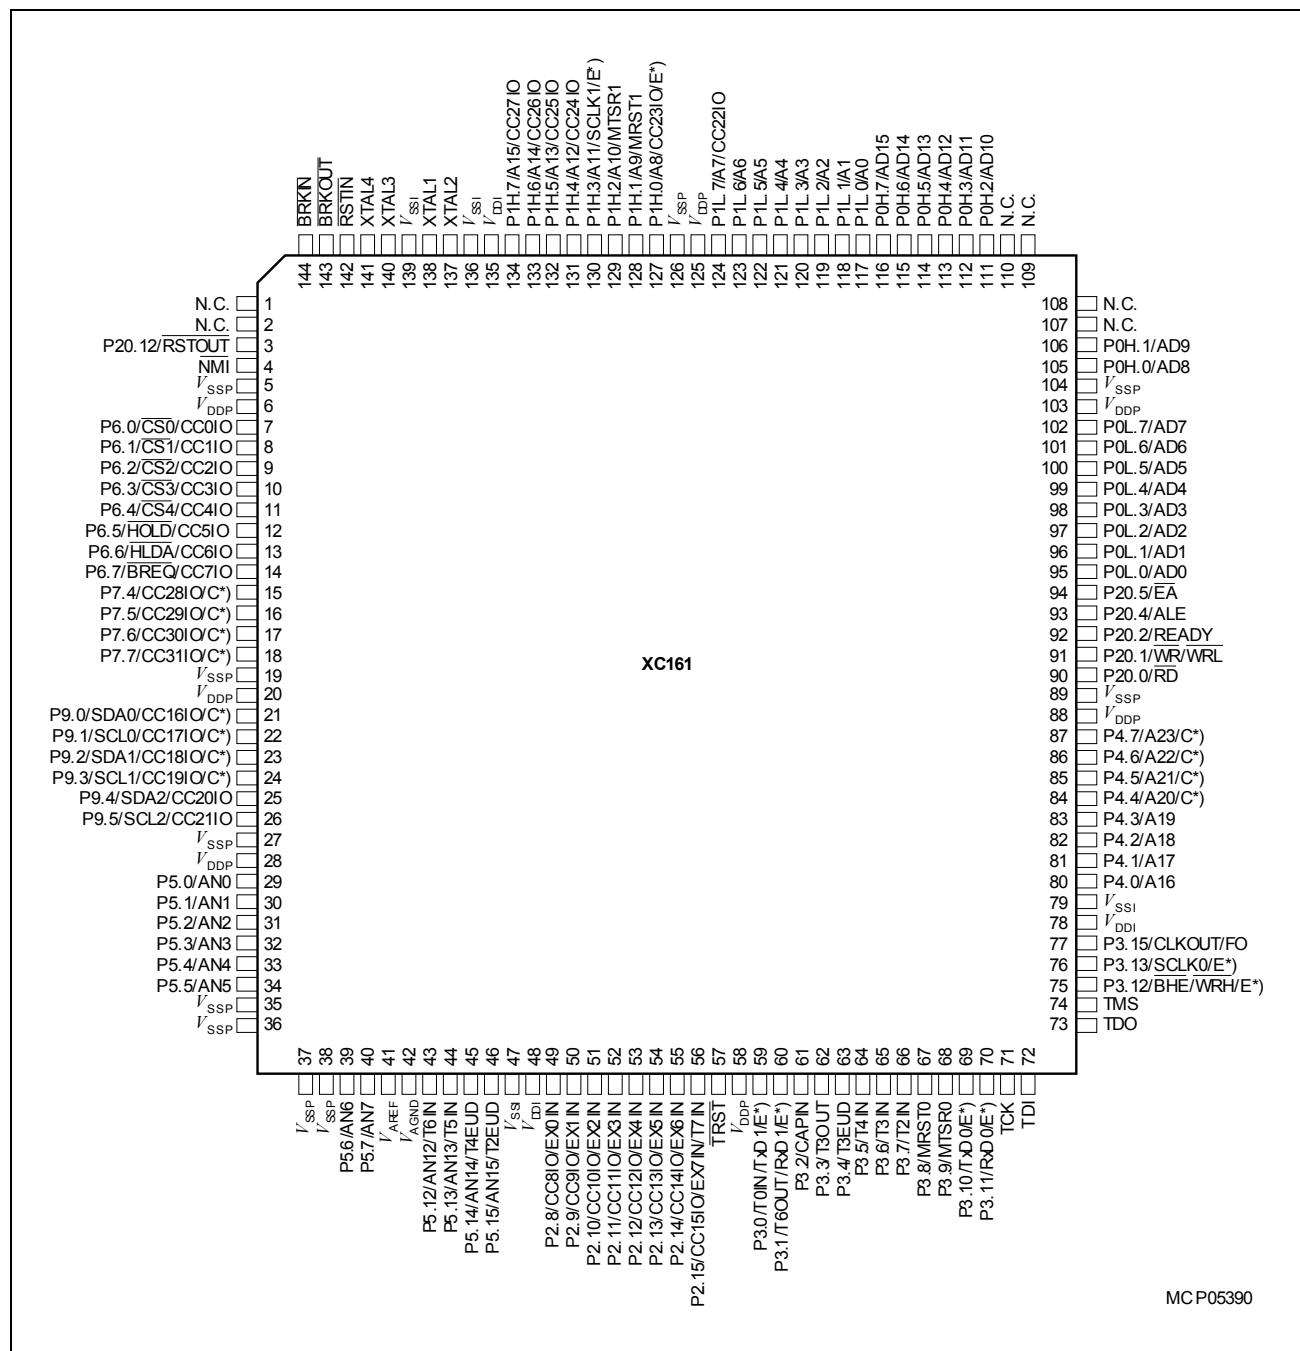 BRKIN
BRKOUT
RSTIN
XTAL4
XTAL3
VSSI
XTAL1
XTAL2
VSSI
VDDI
P1H.7/A15/CC27IO
P1H.6/A14/CC26IO
P1H.5/A13/CC25IO
P1H.4/A12/CC24IO
P1H.3/A11/SCLK1/E*)
P1H.2/A10/MTSR1
P1H.1/A9/MRST1
P1H.0/A8/CC23IO/E*)
VSSP
VDDP
P1L.7/A7/CC22IO
P1L.6/A6
P1L.5/A5
P1L.4/A4
P1L.3/A3
P1L.2/A2
P1L.1/A1
P1L.0/A0
P0H.7/AD15
P0H.6/AD14
P0H.5/AD13
P0H.4/AD12
P0H.3/AD11
P0H.2/AD10
N.C.
N.C.
144 143 142 141 140 139 138 137 136 135 134 133 132 131 130 129 128 127 126 125 124 123 122 121 120 119 118 117 116 115 114 113 112 111 110 109
N.C. 1
N.C. 2
P20.12/RSTOUT 3
NMI 4
VSSP 5
VDDP 6
P6.0/CS0/CC0IO 7
P6.1/CS1/CC1IO 8
P6.2/CS2/CC2IO 9
P6.3/CS3/CC3IO 10
P6.4/CS4/CC4IO 11
P6.5/HOLD/CC5IO 12
P6.6/HLDA/CC6IO 13
P6.7/BREQ/CC7IO 14
P7.4/CC28IO/C*) 15
P7.5/CC29IO/C*) 16
P7.6/CC30IO/C*) 17
P7.7/CC31IO/C*) 18
VSSP 19
VDDP 20
P9.0/SDA0/CC16IO/C*) 21
P9.1/SCL0/CC17IO/C*) 22
P9.2/SDA1/CC18IO/C*) 23
P9.3/SCL1/CC19IO/C*) 24
P9.4/SDA2/CC20IO 25
P9.5/SCL2/CC21IO 26
VSSP 27
VDDP 28
P5.0/AN0 29
P5.1/AN1 30
P5.2/AN2 31
P5.3/AN3 32
P5.4/AN4 33
P5.5/AN5 34
VSSP 35
VSSP 36
XC161
108 N.C.
107 N.C.
106 P0H.1/AD9
105 P0H.0/AD8
104 VSSP
103 VDDP
102 P0L.7/AD7
101 P0L.6/AD6
100 P0L.5/AD5
99 P0L.4/AD4
98 P0L.3/AD3
97 P0L.2/AD2
96 P0L.1/AD1
95 P0L.0/AD0
94 P20.5/EA
93 P20.4/ALE
92 P20.2/READY
91 P20.1/WR/WRL
90 P20.0/RD
89 VSSP
88 VDDP
87 P4.7/A23/C*)
86 P4.6/A22/C*)
85 P4.5/A21/C*)
84 P4.4/A20/C*)
83 P4.3/A19
82 P4.2/A18
81 P4.1/A17
80 P4.0/A16
79 VSSI
78 VDDI
77 P3.15/CLKOUT/FO
76 P3.13/SCLK0/E*)
75 P3.12/BHE/WRH/E*)
74 TMS
73 TDO
37 38 39 40 41 42 43 44 45 46 47 48 49 50 51 52 53 54 55 56 57 58 59 60 61 62 63 64 65 66 67 68 69 70 71 72
VSSP
VSSP
P5.6/AN6
P5.7/AN7
VAREF
VAGND
P5.12/AN12/T6IN
P5.13/AN13/T5IN
P5.14/AN14/T4EUD
P5.15/AN15/T2EUD
VSSI
VDDI
P2.8/CC8IO/EX0IN
P2.9/CC9IO/EX1IN
P2.10/CC10IO/EX2IN
P2.11/CC11IO/EX3IN
P2.12/CC12IO/EX4IN
P2.13/CC13IO/EX5IN
P2.14/CC14IO/EX6IN
P2.15/CC15IO/EX7IN/T7IN
TRST
VDDP
P3.0/T0IN/TxD1/E*)
P3.1/T6OUT/RxD1/E*)
P3.2/CAPIN
P3.3/T3OUT
P3.4/T3EUD
P3.5/T4IN
P3.6/T3IN
P3.7/T2IN
P3.8/MRST0
P3.9/MTSR0
P3.10/TxD0/E*)
P3.11/RxD0/E*)
TCK
TDI
MCP05390